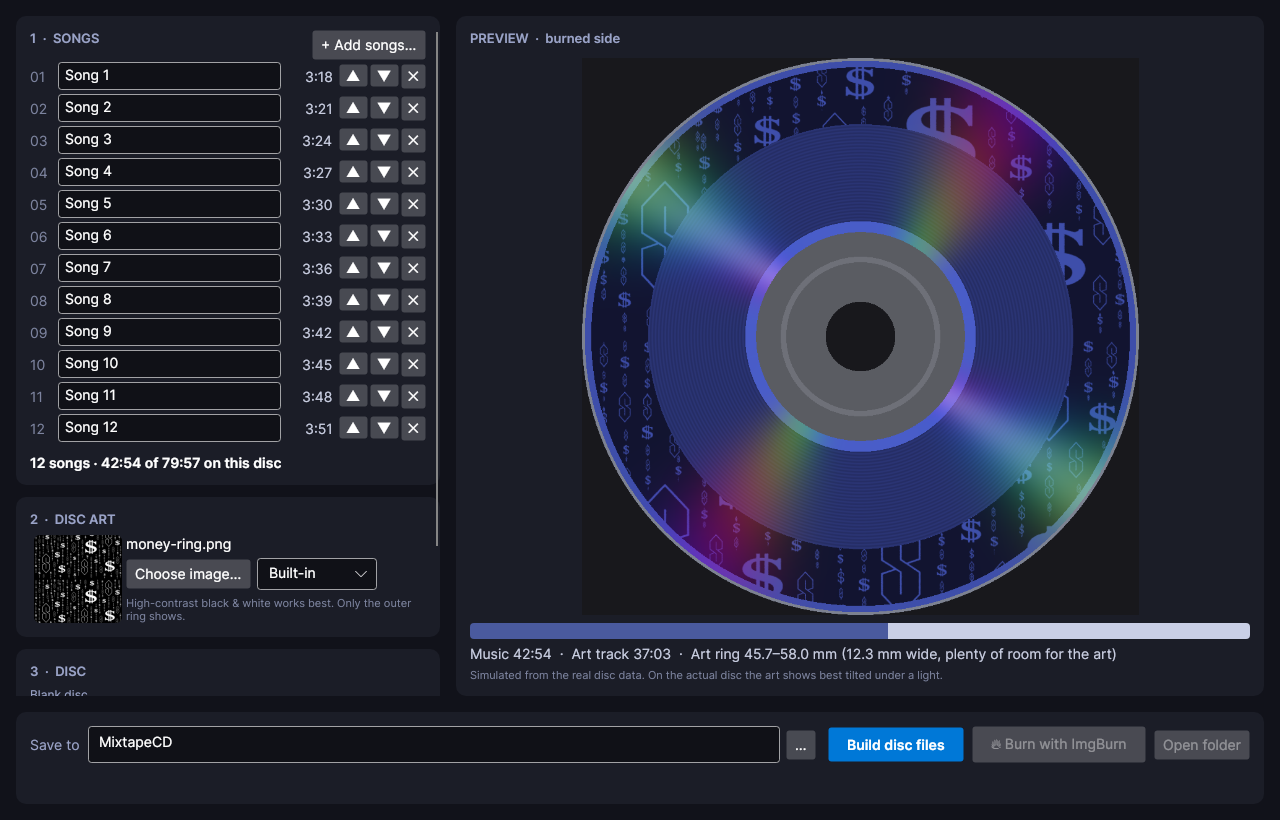 1 · SONGS
+ Add songs...
01 Song 1 3:18
02 Song 2 3:21
03 Song 3 3:24
04 Song 4 3:27
05 Song 5 3:30
06 Song 6 3:33
07 Song 7 3:36
08 Song 8 3:39
09 Song 9 3:42
10 Song 10 3:45
11 Song 11 3:48
12 Song 12 3:51
12 songs · 42:54 of 79:57 on this disc
2 · DISC ART
money-ring.png
Choose image... Built-in
High-contrast black & white works best. Only the outer
ring shows.
3 · DISC
Blank disc
PREVIEW · burned side
Music 42:54 · Art track 37:03 · Art ring 45.7–58.0 mm (12.3 mm wide, plenty of room for the art)
Simulated from the real disc data. On the actual disc the art shows best tilted under a light.
Save to MixtapeCD ... Build disc files 🔥 Burn with ImgBurn Open folder